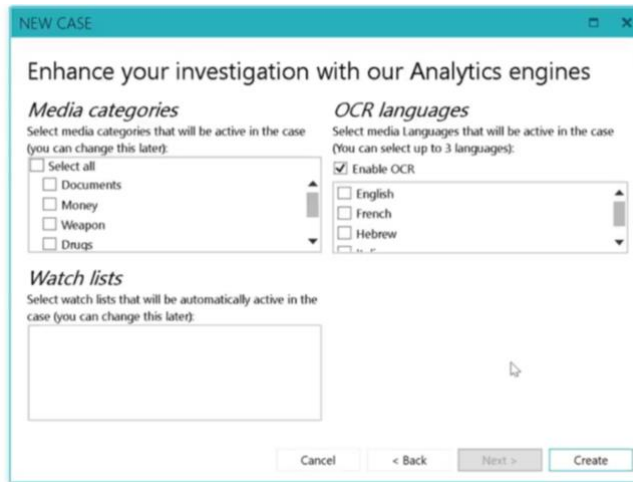 NEW CASE
Enhance your investigation with our Analytics engines
Media categories
Select media categories that will be active in the case
(you can change this later):
Select all
Documents
Money
Weapon
Drugs
OCR languages
Select media Languages that will be active in the case
(You can select up to 3 languages):
Enable OCR
English
French
Hebrew
Watch lists
Select watch lists that will be automatically active in the
case (you can change this later):
Cancel
< Back
Next >
Create